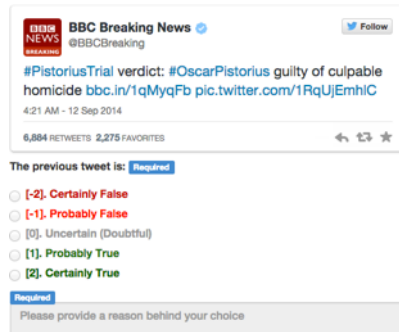 BBC NEWS BREAKING
BBC Breaking News
@BBCBreaking
Follow
#PistoriusTrial verdict: #OscarPistorius guilty of culpable
homicide bbc.in/1qMyqFb pic.twitter.com/1RqUjEmhlC
4:21 AM - 12 Sep 2014
6,884 RETWEETS 2,275 FAVORITES
The previous tweet is: Required
[-2]. Certainly False
[-1]. Probably False
[0]. Uncertain (Doubtful)
[1]. Probably True
[2]. Certainly True
Required
Please provide a reason behind your choice